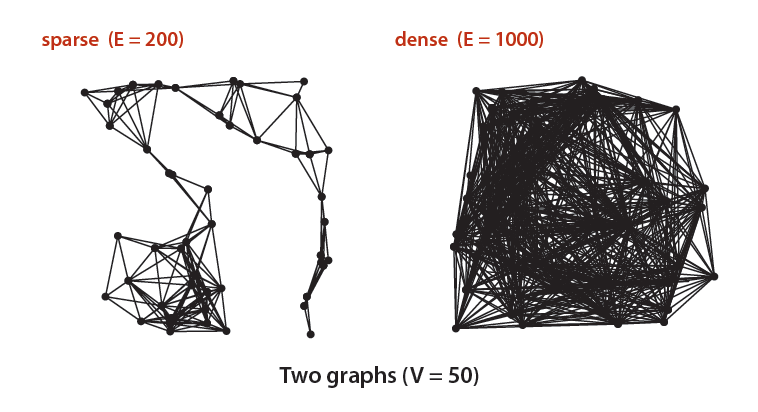 sparse (E = 200)
dense (E = 1000)
Two graphs (V = 50)